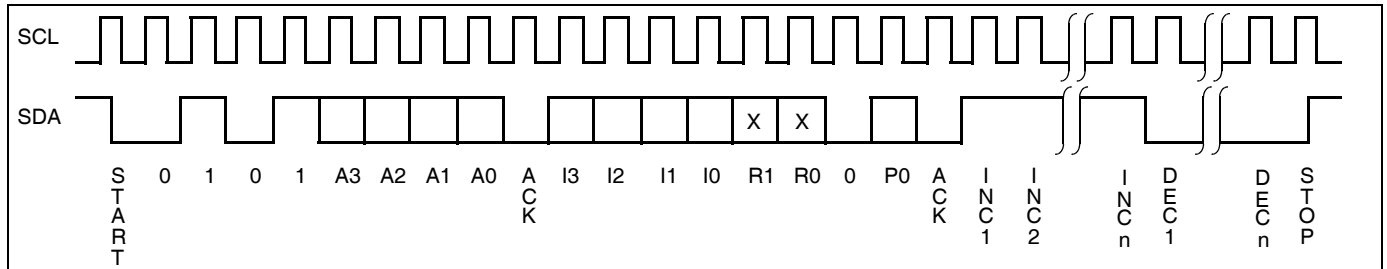 SCL
SDA
X X
START 0 1 0 1 A3 A2 A1 A0 ACK I3 I2 I1 I0 R1 R0 0 P0 ACK INC1 INC2 INCn DEC1 DECn STOP